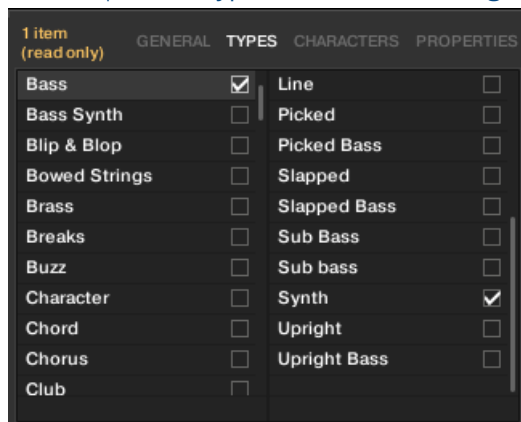 1 item
(read only)
GENERAL TYPES CHARACTERS PROPERTIES
Bass
Bass Synth
Blip & Blop
Bowed Strings
Brass
Breaks
Buzz
Character
Chord
Chorus
Club
Line
Picked
Picked Bass
Slapped
Slapped Bass
Sub Bass
Sub bass
Synth
Upright
Upright Bass